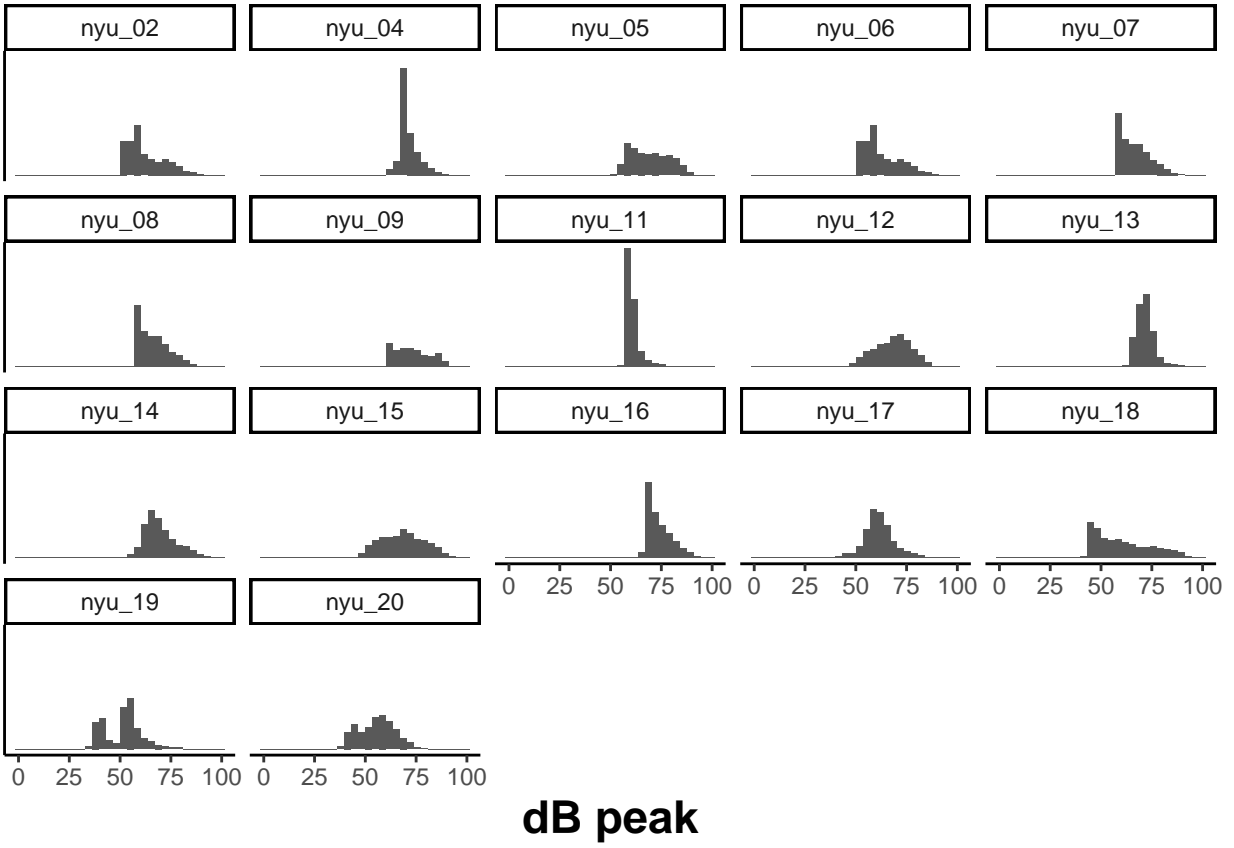 nyu_02 nyu_04 nyu_05 nyu_06 nyu_07
nyu_08 nyu_09 nyu_11 nyu_12 nyu_13
nyu_14 nyu_15 nyu_16 nyu_17 nyu_18
0 25 50 75 100 0 25 50 75 100 0 25 50 75 100
nyu_19 nyu_20
0 25 50 75 100 0 25 50 75 100
dB peak